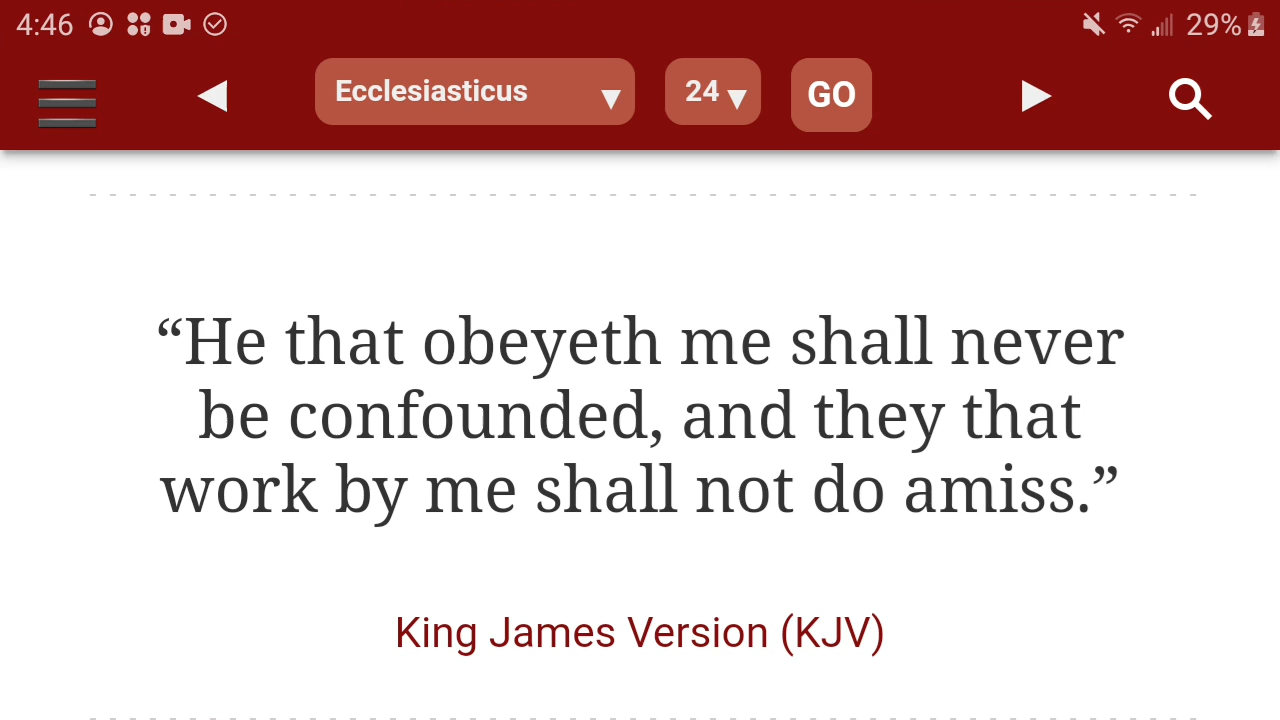 4:46 29%
Ecclesiasticus 24 GO
“He that obeyeth me shall never
be confounded, and they that
work by me shall not do amiss.”
King James Version (KJV)